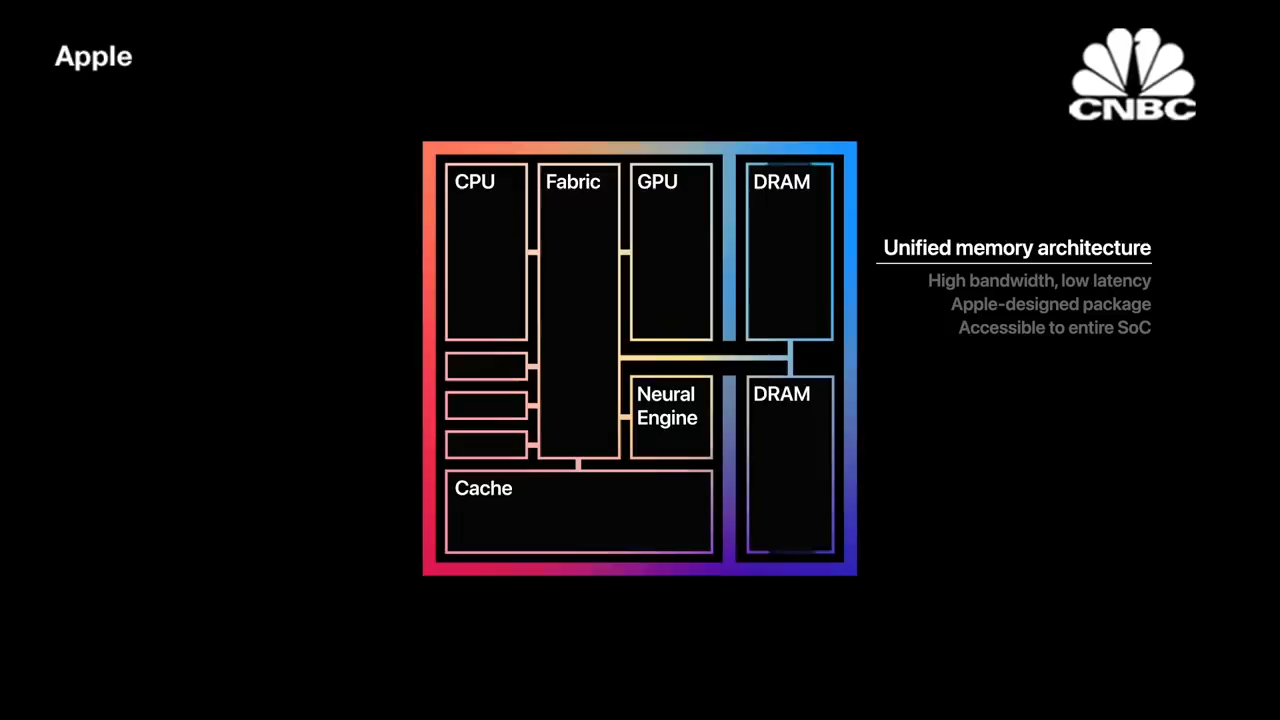 Apple
CNBC
CPU
Fabric
GPU
DRAM
Unified memory architecture
High bandwidth, low latency
Apple-designed package
Accessible to entire SoC
Neural
Engine
DRAM
Cache